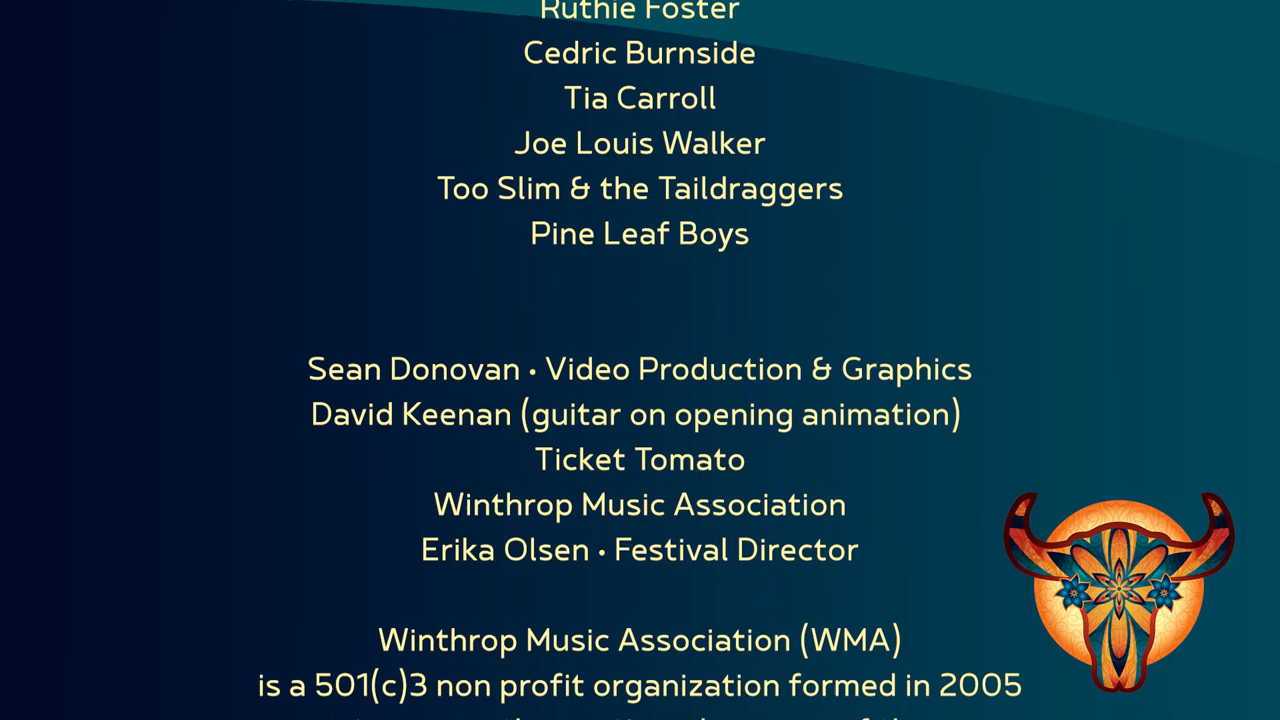 Ruthie Foster
Cedric Burnside
Tia Carroll
Joe Louis Walker
Too Slim & the Taildraggers
Pine Leaf Boys
Sean Donovan • Video Production & Graphics
David Keenan (guitar on opening animation)
Ticket Tomato
Winthrop Music Association
Erika Olsen • Festival Director
Winthrop Music Association (WMA)
is a 501(c)3 non profit organization formed in 2005